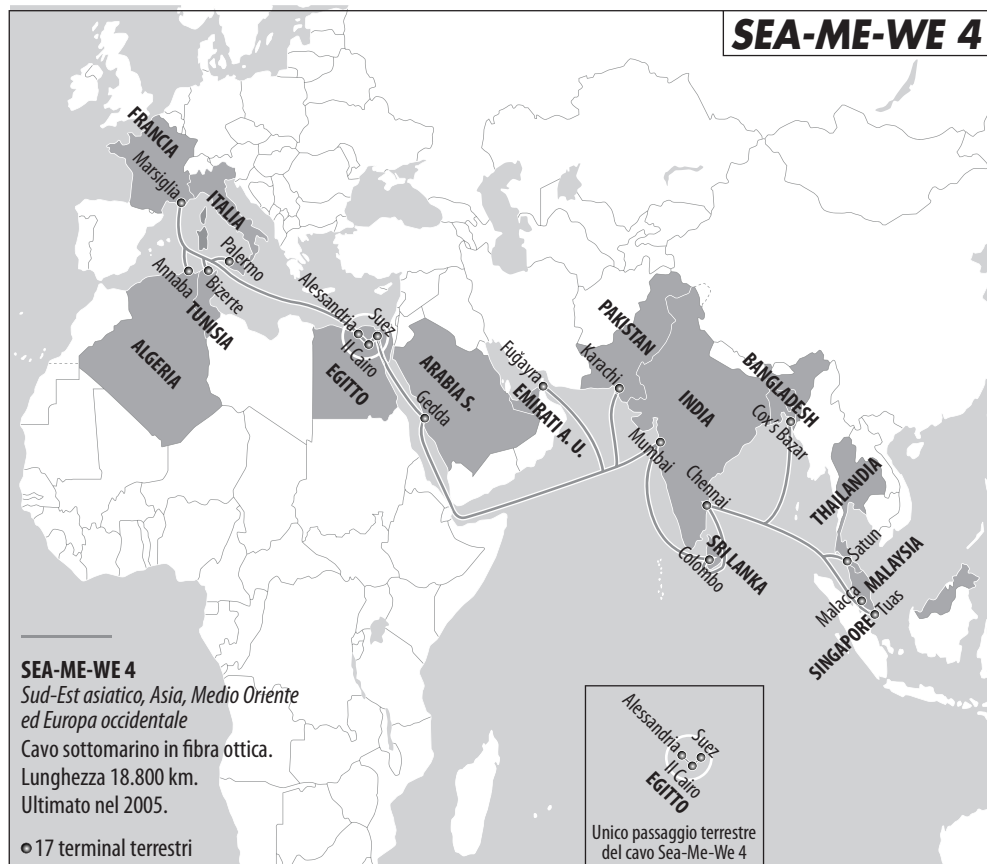 SEA-ME-WE 4
FRANCIA
Marsiglia
ITALIA
Palermo
Annaba
Bizerte
TUNISIA
ALGERIA
Alessandria
Suez
Il Cairo
EGITTO
ARABIA S.
Gedda
Fuğayra
EMIRATI A. U.
PAKISTAN
Karachi
INDIA
Mumbai
Chennai
BANGLADESH
Cox's Bazar
THAILANDIA
SRI LANKA
Colombo
Satun
MALAYSIA
Malacca
Tuas
SINGAPORE
SEA-ME-WE 4
Sud-Est asiatico, Asia, Medio Oriente
ed Europa occidentale
Cavo sottomarino in fibra ottica.
Lunghezza 18.800 km.
Ultimato nel 2005.
17 terminal terrestri
Alessandria
Suez
Il Cairo
EGITTO
Unico passaggio terrestre
del cavo Sea-Me-We 4